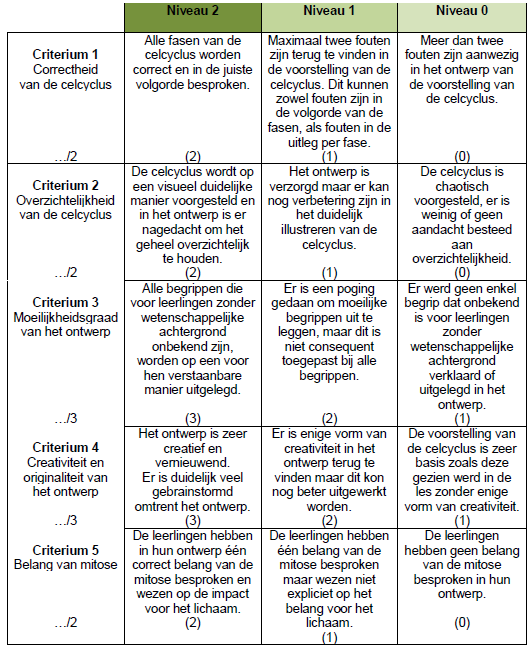 Niveau 2
Niveau 1
Niveau 0
Criterium 1
Correctheid
van de celcyclus
…/2
Alle fasen van de
celcyclus worden
correct en in de juiste
volgorde besproken.
(2)
Maximaal twee fouten
zijn terug te vinden in
de voorstelling van de
celcyclus. Dit kunnen
zowel fouten zijn in
de volgorde van de
fasen, als fouten in de
uitleg per fase.
(1)
Meer dan twee
fouten zijn aanwezig
in het ontwerp van
de voorstelling van
de celcyclus.
(0)
Criterium 2
Overzichtelijkheid
van de celcyclus
…/2
De celcyclus wordt op
een visueel duidelijke
manier voorgesteld en
in het ontwerp is er
nagedacht om het
geheel overzichtelijk
te houden.
(2)
Het ontwerp is
verzorgd maar er kan
nog verbetering zijn in
het duidelijk
illustreren van de
celcyclus.
(1)
De celcyclus is
chaotisch
voorgesteld, er is
weinig of geen
aandacht besteed
aan
overzichtelijkheid.
(0)
Criterium 3
Moeilijkheidsgraad
van het ontwerp
…/3
Alle begrippen die
voor leerlingen zonder
wetenschappelijke
achtergrond
onbekend zijn,
worden op een voor
hen verstaanbare
manier uitgelegd.
(3)
Er is een poging
gedaan om moeilijke
begrippen uit te
leggen, maar dit is
niet consequent
toegepast bij alle
begrippen.
(2)
Er werd geen enkel
begrip dat onbekend
is voor leerlingen
zonder
wetenschappelijke
achtergrond
verklaard of
uitgelegd in het
ontwerp.
(1)
Criterium 4
Creativiteit en
originaliteit van
het ontwerp
…/3
Het ontwerp is zeer
creatief en
vernieuwend.
Er is duidelijk veel
gebrainstormd
omtrent het ontwerp.
(3)
Er is enige vorm van
creativiteit in het
ontwerp terug te
vinden maar dit kon
nog beter uitgewerkt
worden.
(2)
De voorstelling van
de celcyclus is zeer
basis zoals deze
gezien werd in de
les zonder enige
vorm van creativiteit.
(1)
Criterium 5
Belang van mitose
…/2
De leerlingen hebben
in hun ontwerp één
correct belang van de
mitose besproken en
wezen op de impact
voor het lichaam.
(2)
De leerlingen hebben
één belang van de
mitose besproken
maar wezen niet
expliciet op het
belang voor het
lichaam.
(1)
De leerlingen
hebben geen belang
van de mitose
besproken in hun
ontwerp.
(0)